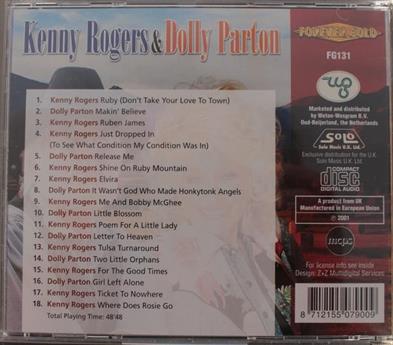 Kenny Rogers & Dolly Parton
FOREVER GOLD
FG131
1. Kenny Rogers Ruby (Don't Take Your Love To Town)
2. Dolly Parton Makin' Believe
3. Kenny Rogers Ruben James
4. Kenny Rogers Just Dropped In
(To See What Condition My Condition Was In)
5. Dolly Parton Release Me
6. Kenny Rogers Shine On Ruby Mountain
7. Kenny Rogers Elvira
8. Dolly Parton It Wasn't God Who Made Honkytonk Angels
9. Kenny Rogers Me And Bobby McGhee
10. Dolly Parton Little Blossom
11. Kenny Rogers Poem For A Little Lady
12. Dolly Parton Letter To Heaven
13. Kenny Rogers Tulsa Turnaround
14. Dolly Parton Two Little Orphans
15. Kenny Rogers For The Good Times
16. Dolly Parton Girl Left Alone
17. Kenny Rogers Ticket To Nowhere
18. Kenny Rogers Where Does Rosie Go
Total Playing Time: 48'48
Marketed and distributed
by Weton-Wesgram B.V.
Oud-Beijerland, the Netherlands
SOLO
Solo Music U.K. Ltd.
Exclusive distribution for the U.K.
Solo Music U.K. Ltd.
COMPACT
disc
DIGITAL AUDIO
A product from UK
Manufactured in European Union
℗ 2001
mcps
For license info see inside
Design: Z+Z Multidigital Services
8 712155 079009